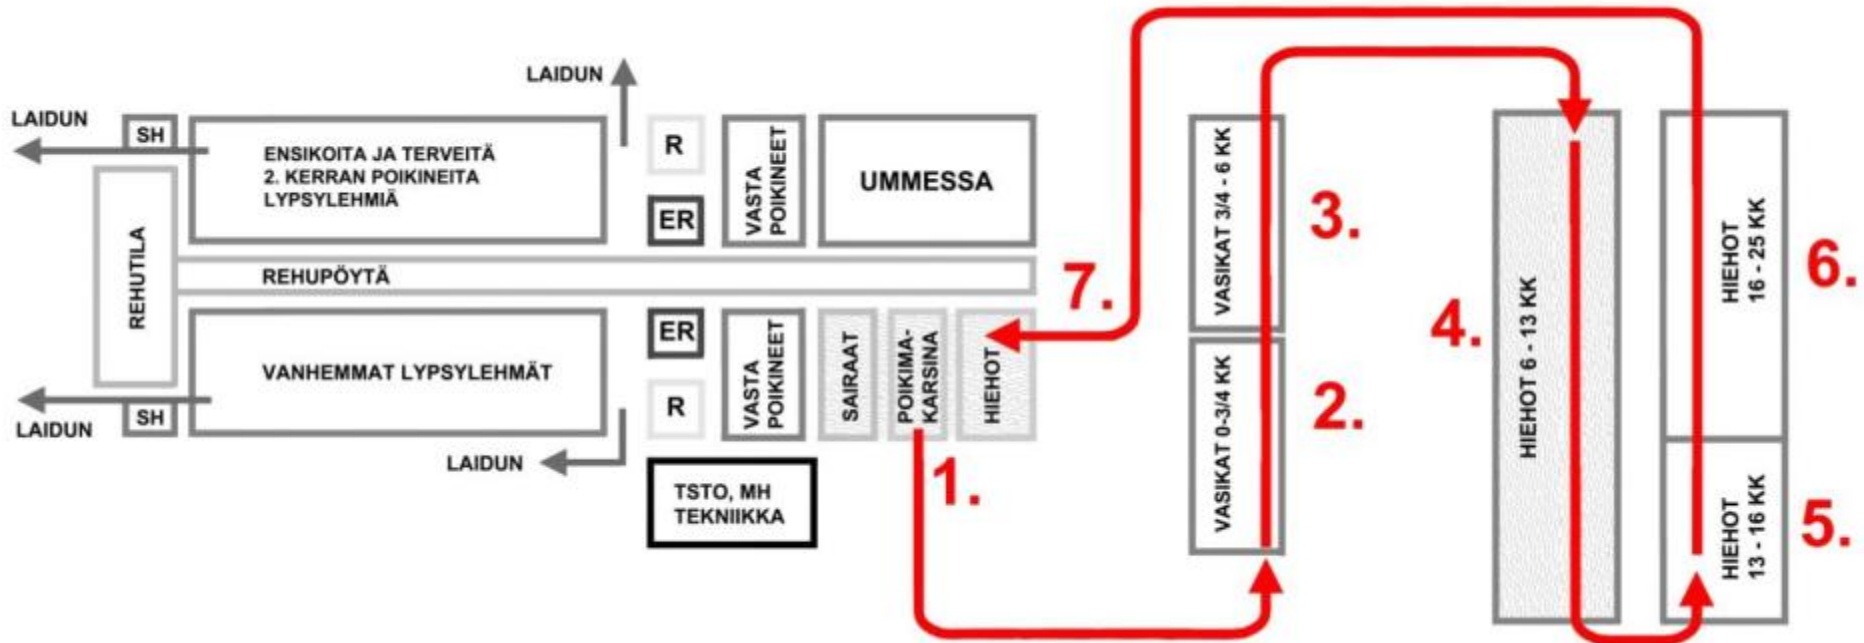 LAIDUN
LAIDUN
SH
ENSIKOITA JA TERVEITÄ
2. KERRAN POIKINEITA
LYPSYLEHMIÄ
R
ER
VASTA
POIKINEET
UMMESSA
REHUTILA
REHUPÖYTÄ
VANHEMMAT LYPSYLEHMÄT
SH
LAIDUN
LAIDUN
ER
R
VASTA
POIKINEET
SAIRAAT
POIKIMA-
KARSINA
HIEHOT
TSTO, MH
TEKNIIKKA
1.
VASIKAT 0-3/4 KK
2.
VASIKAT 3/4 - 6 KK
3.
HIEHOT 6 - 13 KK
4.
HIEHOT
13 - 16 KK
5.
HIEHOT
16 - 25 KK
6.
7.